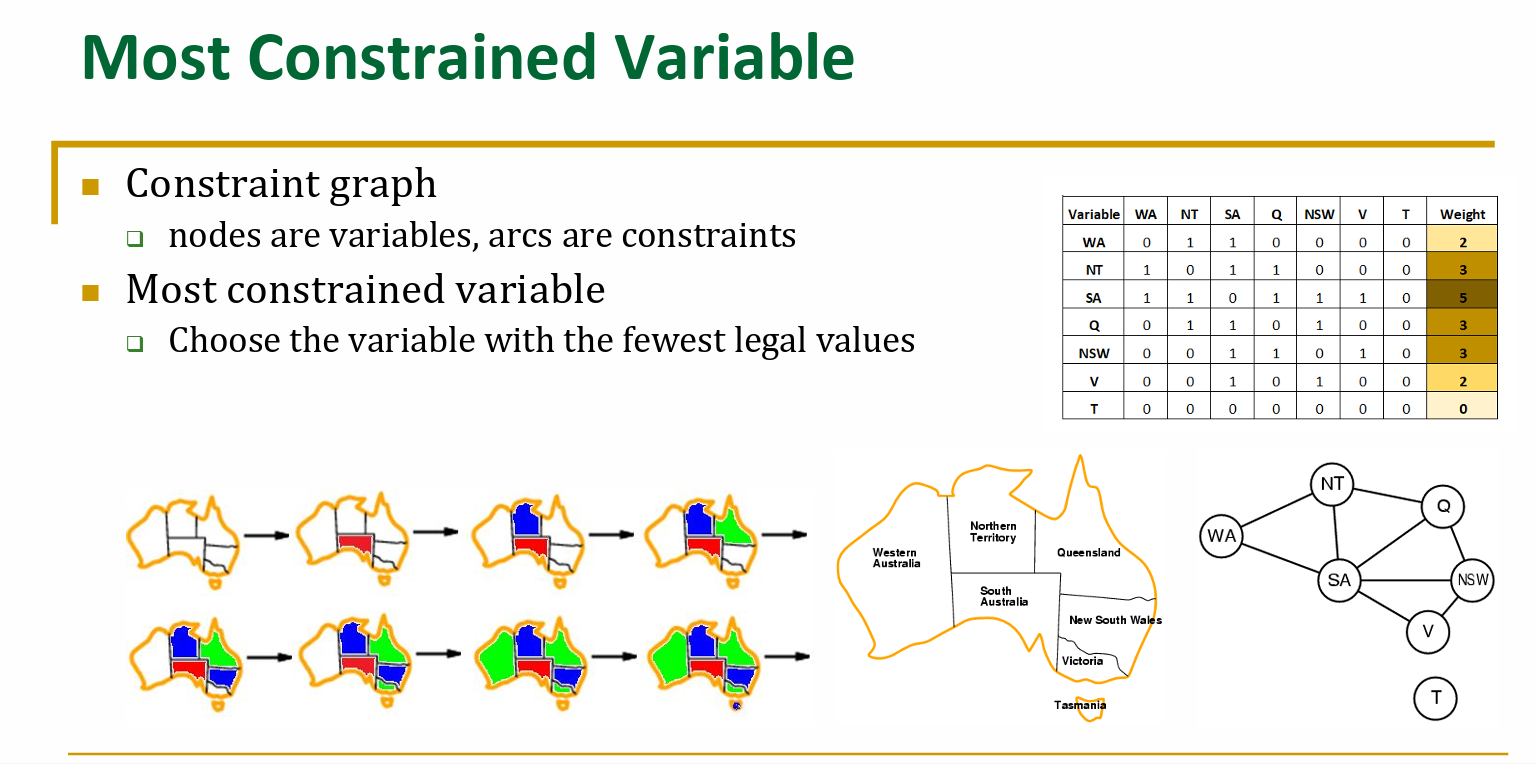 Most Constrained Variable
Constraint graph
nodes are variables, arcs are constraints
Most constrained variable
Choose the variable with the fewest legal values
Variable WA NT SA Q NSW V T Weight
WA 0 1 1 0 0 0 0 2
NT 1 0 1 1 0 0 0 3
SA 1 1 0 1 1 1 0 5
Q 0 1 1 0 1 0 0 3
NSW 0 0 1 1 0 1 0 3
V 0 0 1 0 1 0 0 2
T 0 0 0 0 0 0 0 0
Northern
Territory
Western
Australia
Queensland
South
Australia
New South Wales
Victoria
Tasmania
NT
Q
WA
SA
NSW
V
T